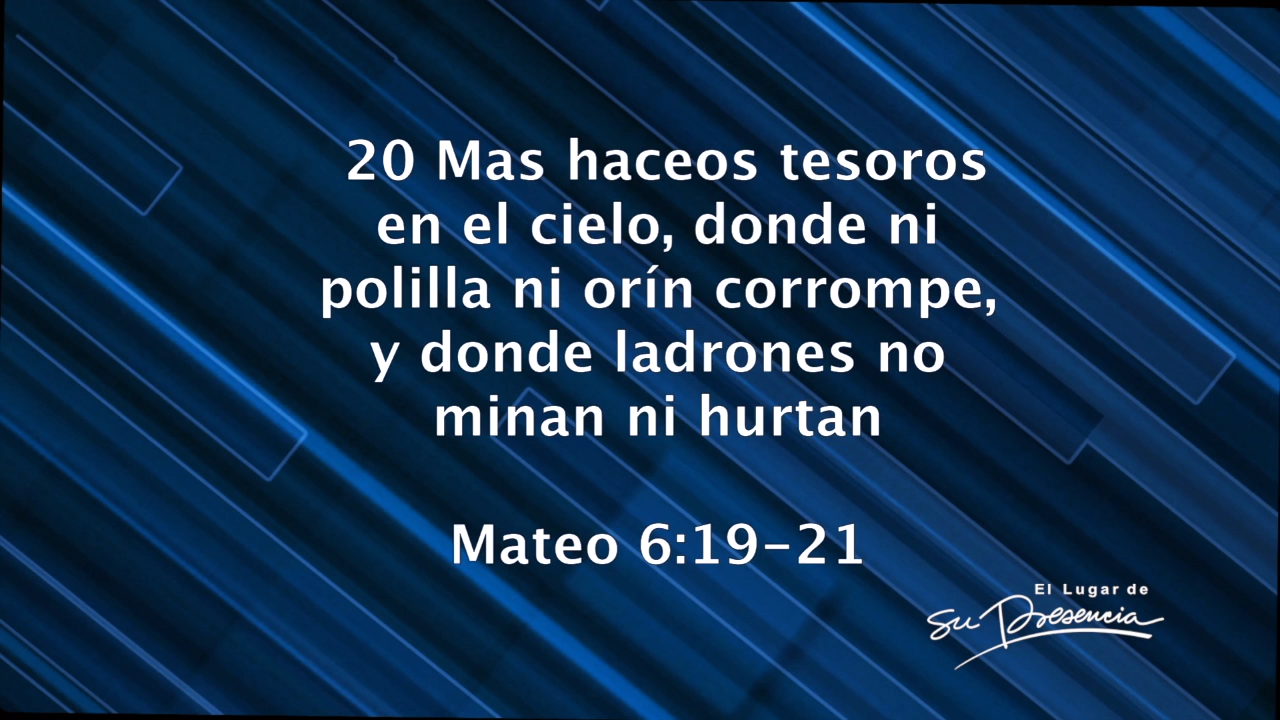 20 Mas haceos tesoros
en el cielo, donde ni
polilla ni orín corrompe,
y donde ladrones no
minan ni hurtan
Mateo 6:19-21
El Lugar de
Su Presencia